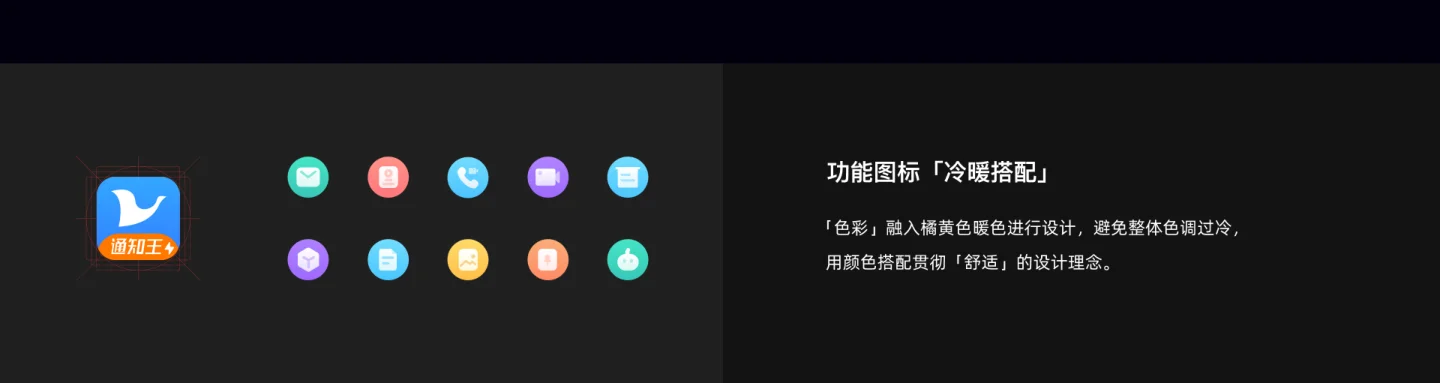 通知王
功能图标「冷暖搭配」
「色彩」融入橘黄色暖色进行设计，避免整体色调过冷，
用颜色搭配贯彻「舒适」的设计理念。